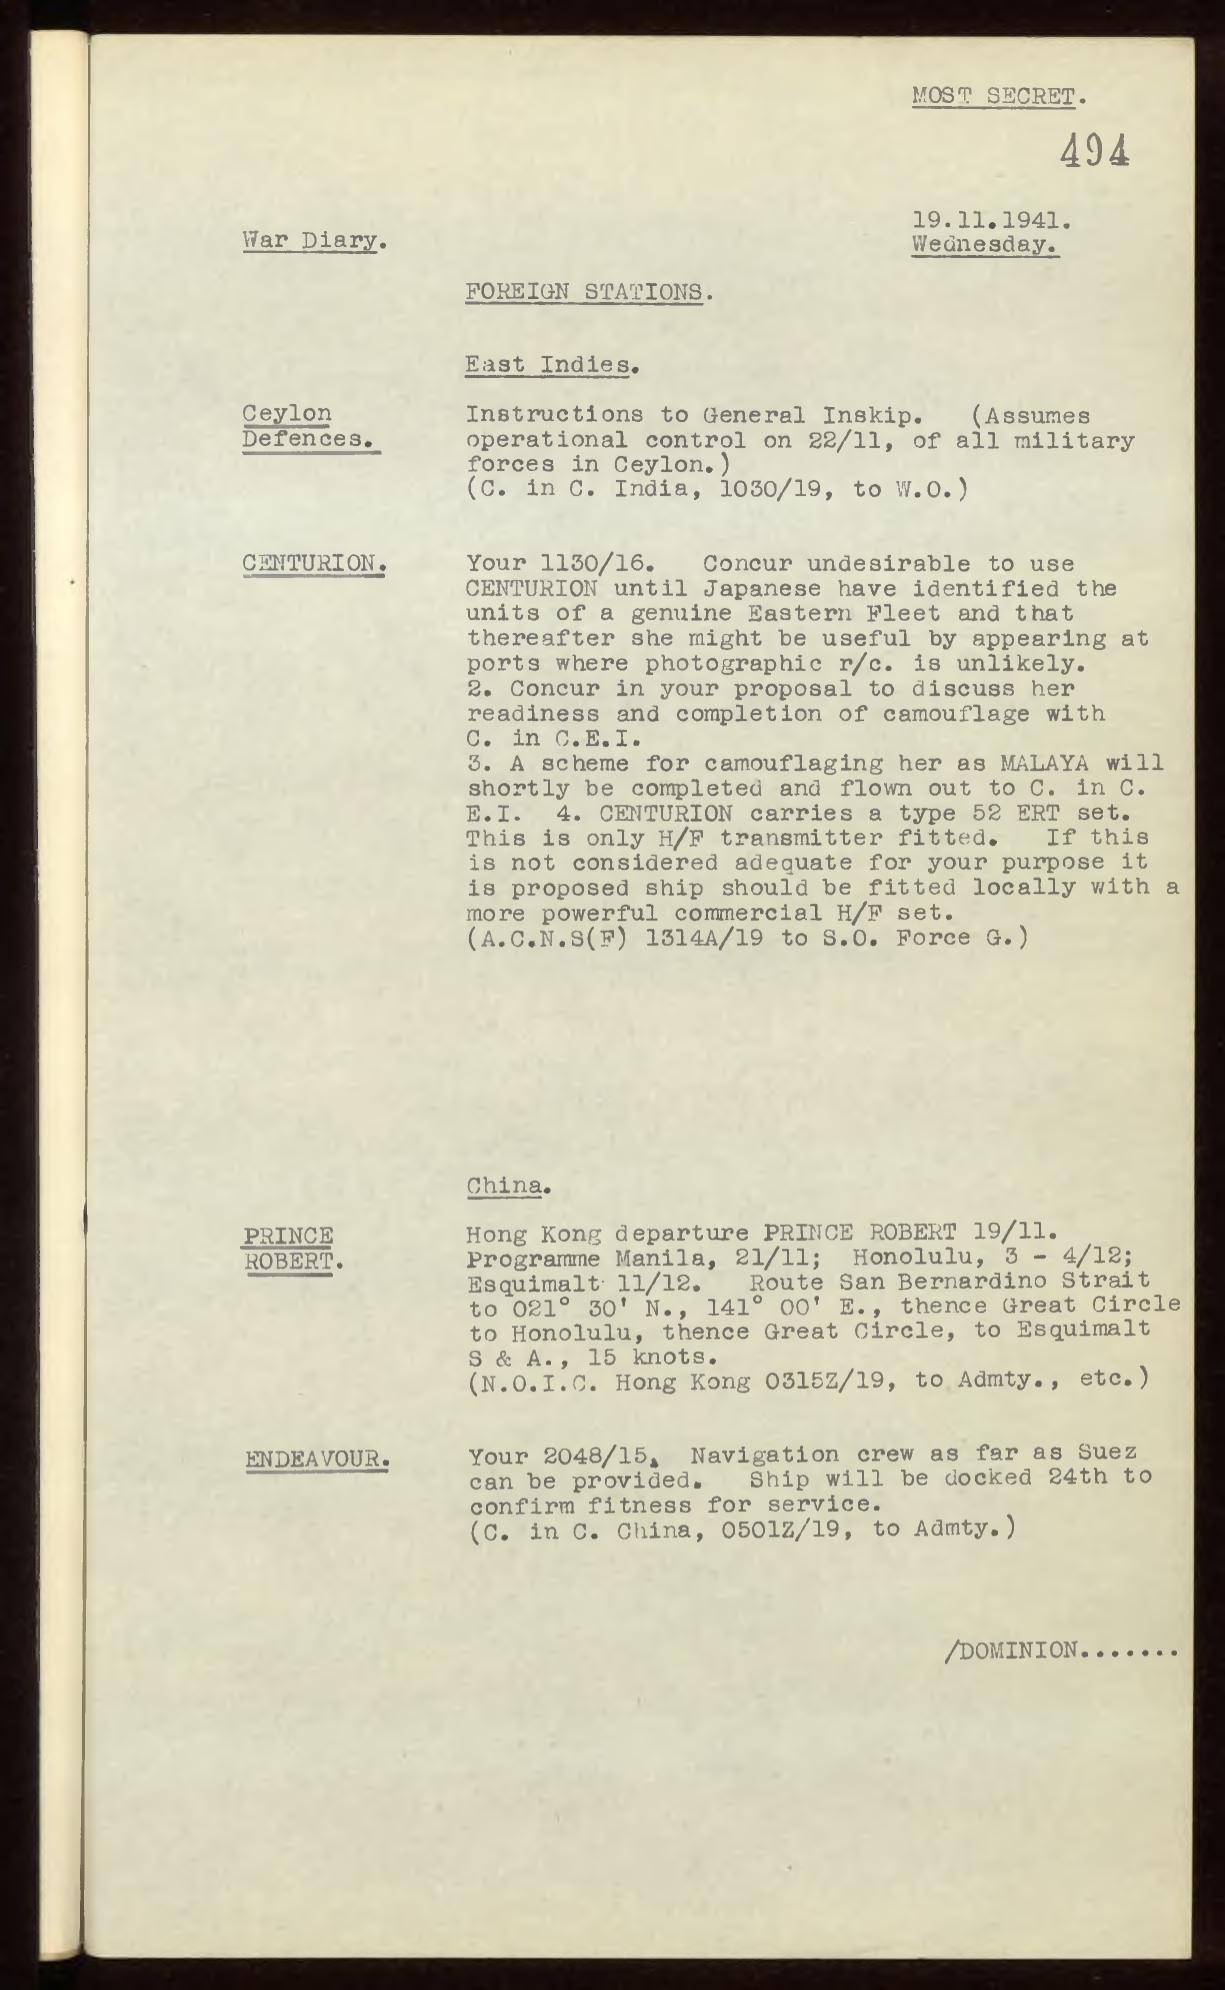 MOST SECRET.
494
19.11.1941.
War Diary.
Wednesday.
FOREIGN STATIONS.
East Indies.
Ceylon
Defences.
Instructions to General Inskip. (Assumes
operational control on 22/11, of all military
forces in Ceylon.)
(C. in C. India, 1030/19, to W.O.)
CENTURION.
Your 1130/16. Concur undesirable to use
CENTURION until Japanese have identified the
units of a genuine Eastern Fleet and that
thereafter she might be useful by appearing at
ports where photographic r/c. is unlikely.
2. Concur in your proposal to discuss her
readiness and completion of camouflage with
C. in C.E.I.
3. A scheme for camouflaging her as MALAYA will
shortly be completed and flown out to C. in C.
E.I. 4. CENTURION carries a type 52 ERT set.
This is only H/F transmitter fitted. If this
is not considered adequate for your purpose it
is proposed ship should be fitted locally with a
more powerful commercial H/F set.
(A.C.N.S(F) 1314A/19 to S.O. Force G.)
China.
PRINCE
ROBERT.
Hong Kong departure PRINCE ROBERT 19/11.
Programme Manila, 21/11; Honolulu, 3 - 4/12;
Esquimalt 11/12. Route San Bernardino Strait
to 021° 30' N., 141° 00' E., thence Great Circle
to Honolulu, thence Great Circle, to Esquimalt
S & A., 15 knots.
(N.O.I.C. Hong Kong 0315Z/19, to Admty., etc.)
ENDEAVOUR.
Your 2048/15. Navigation crew as far as Suez
can be provided. Ship will be docked 24th to
confirm fitness for service.
(C. in C. China, 0501Z/19, to Admty.)
/DOMINION.......